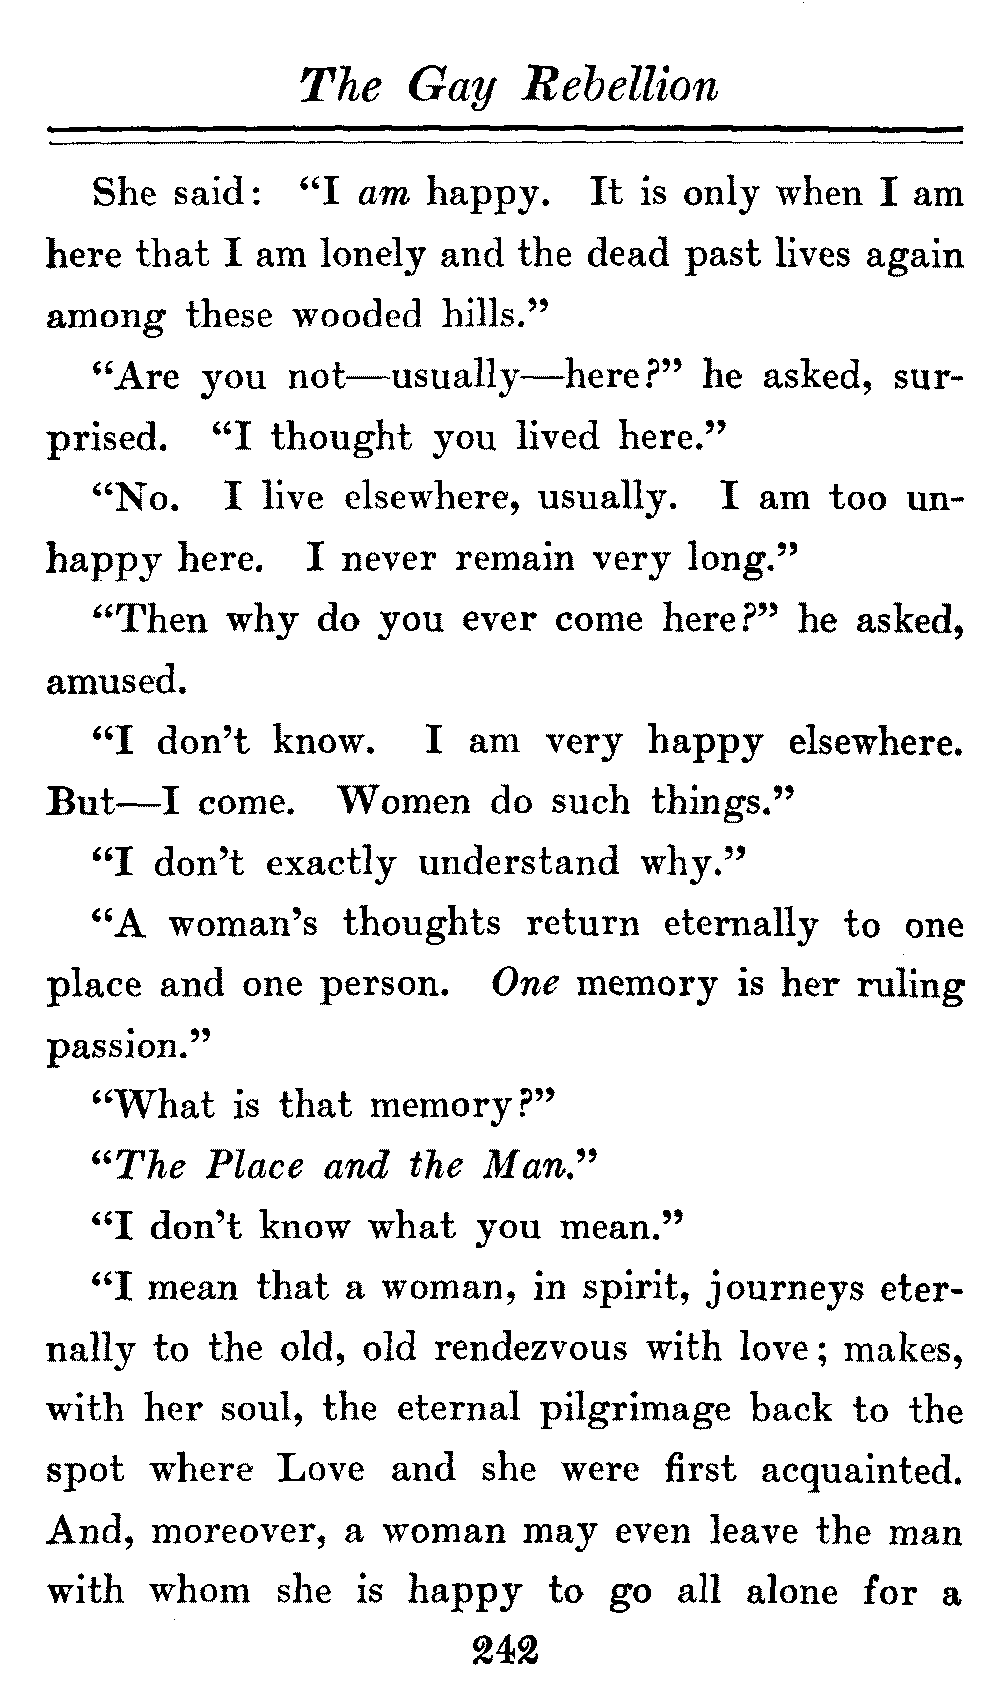 The Gay Rebellion
She said: “I am happy. It is only when I am
here that I am lonely and the dead past lives again
among these wooded hills.”
“Are you not—usually—here?” he asked, sur-
prised. “I thought you lived here.”
“No. I live elsewhere, usually. I am too un-
happy here. I never remain very long.”
“Then why do you ever come here?” he asked,
amused.
“I don’t know. I am very happy elsewhere.
But—I come. Women do such things.”
“I don’t exactly understand why.”
“A woman’s thoughts return eternally to one
place and one person. One memory is her ruling
passion.”
“What is that memory?”
“The Place and the Man.”
“I don’t know what you mean.”
“I mean that a woman, in spirit, journeys eter-
nally to the old, old rendezvous with love; makes,
with her soul, the eternal pilgrimage back to the
spot where Love and she were first acquainted.
And, moreover, a woman may even leave the man
with whom she is happy to go all alone for a
242